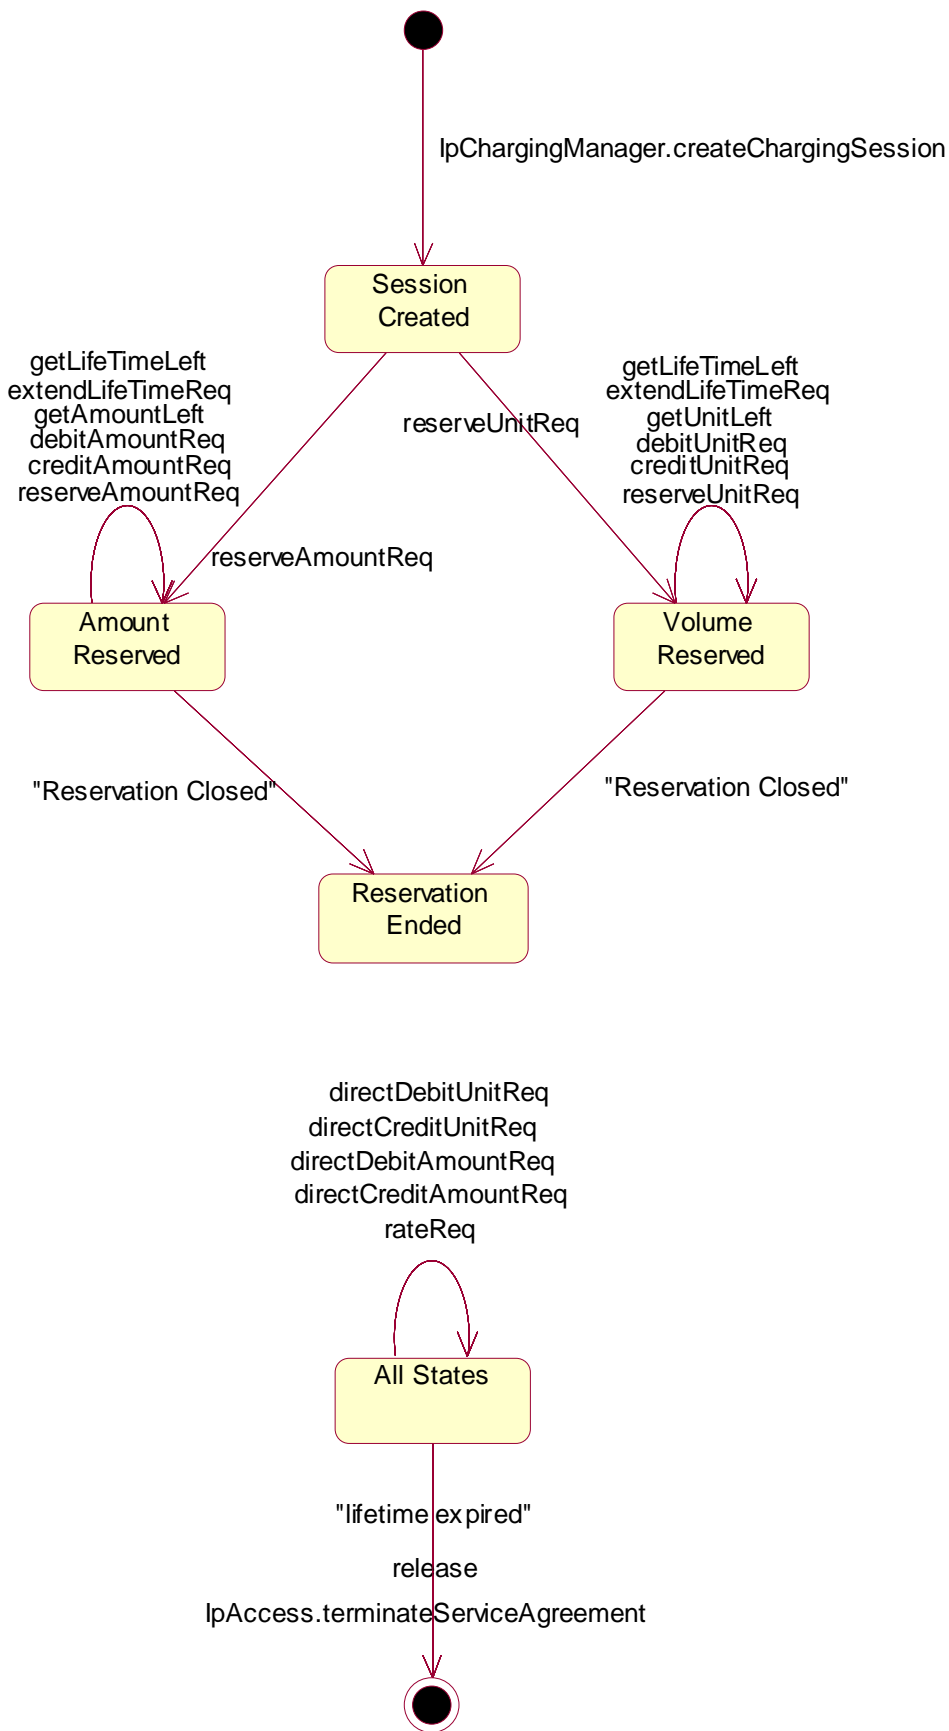 IpChargingManager.createChargingSession
Session
Created
getLifeTimeLeft
extendLifeTimeReq
getAmountLeft
debitAmountReq
creditAmountReq
reserveAmountReq
reserveUnitReq
getLifeTimeLeft
extendLifeTimeReq
getUnitLeft
debitUnitReq
creditUnitReq
reserveUnitReq
reserveAmountReq
Amount
Reserved
Volume
Reserved
"Reservation Closed"
"Reservation Closed"
Reservation
Ended
directDebitUnitReq
directCreditUnitReq
directDebitAmountReq
directCreditAmountReq
rateReq
All States
"lifetime expired"
release
IpAccess.terminateServiceAgreement